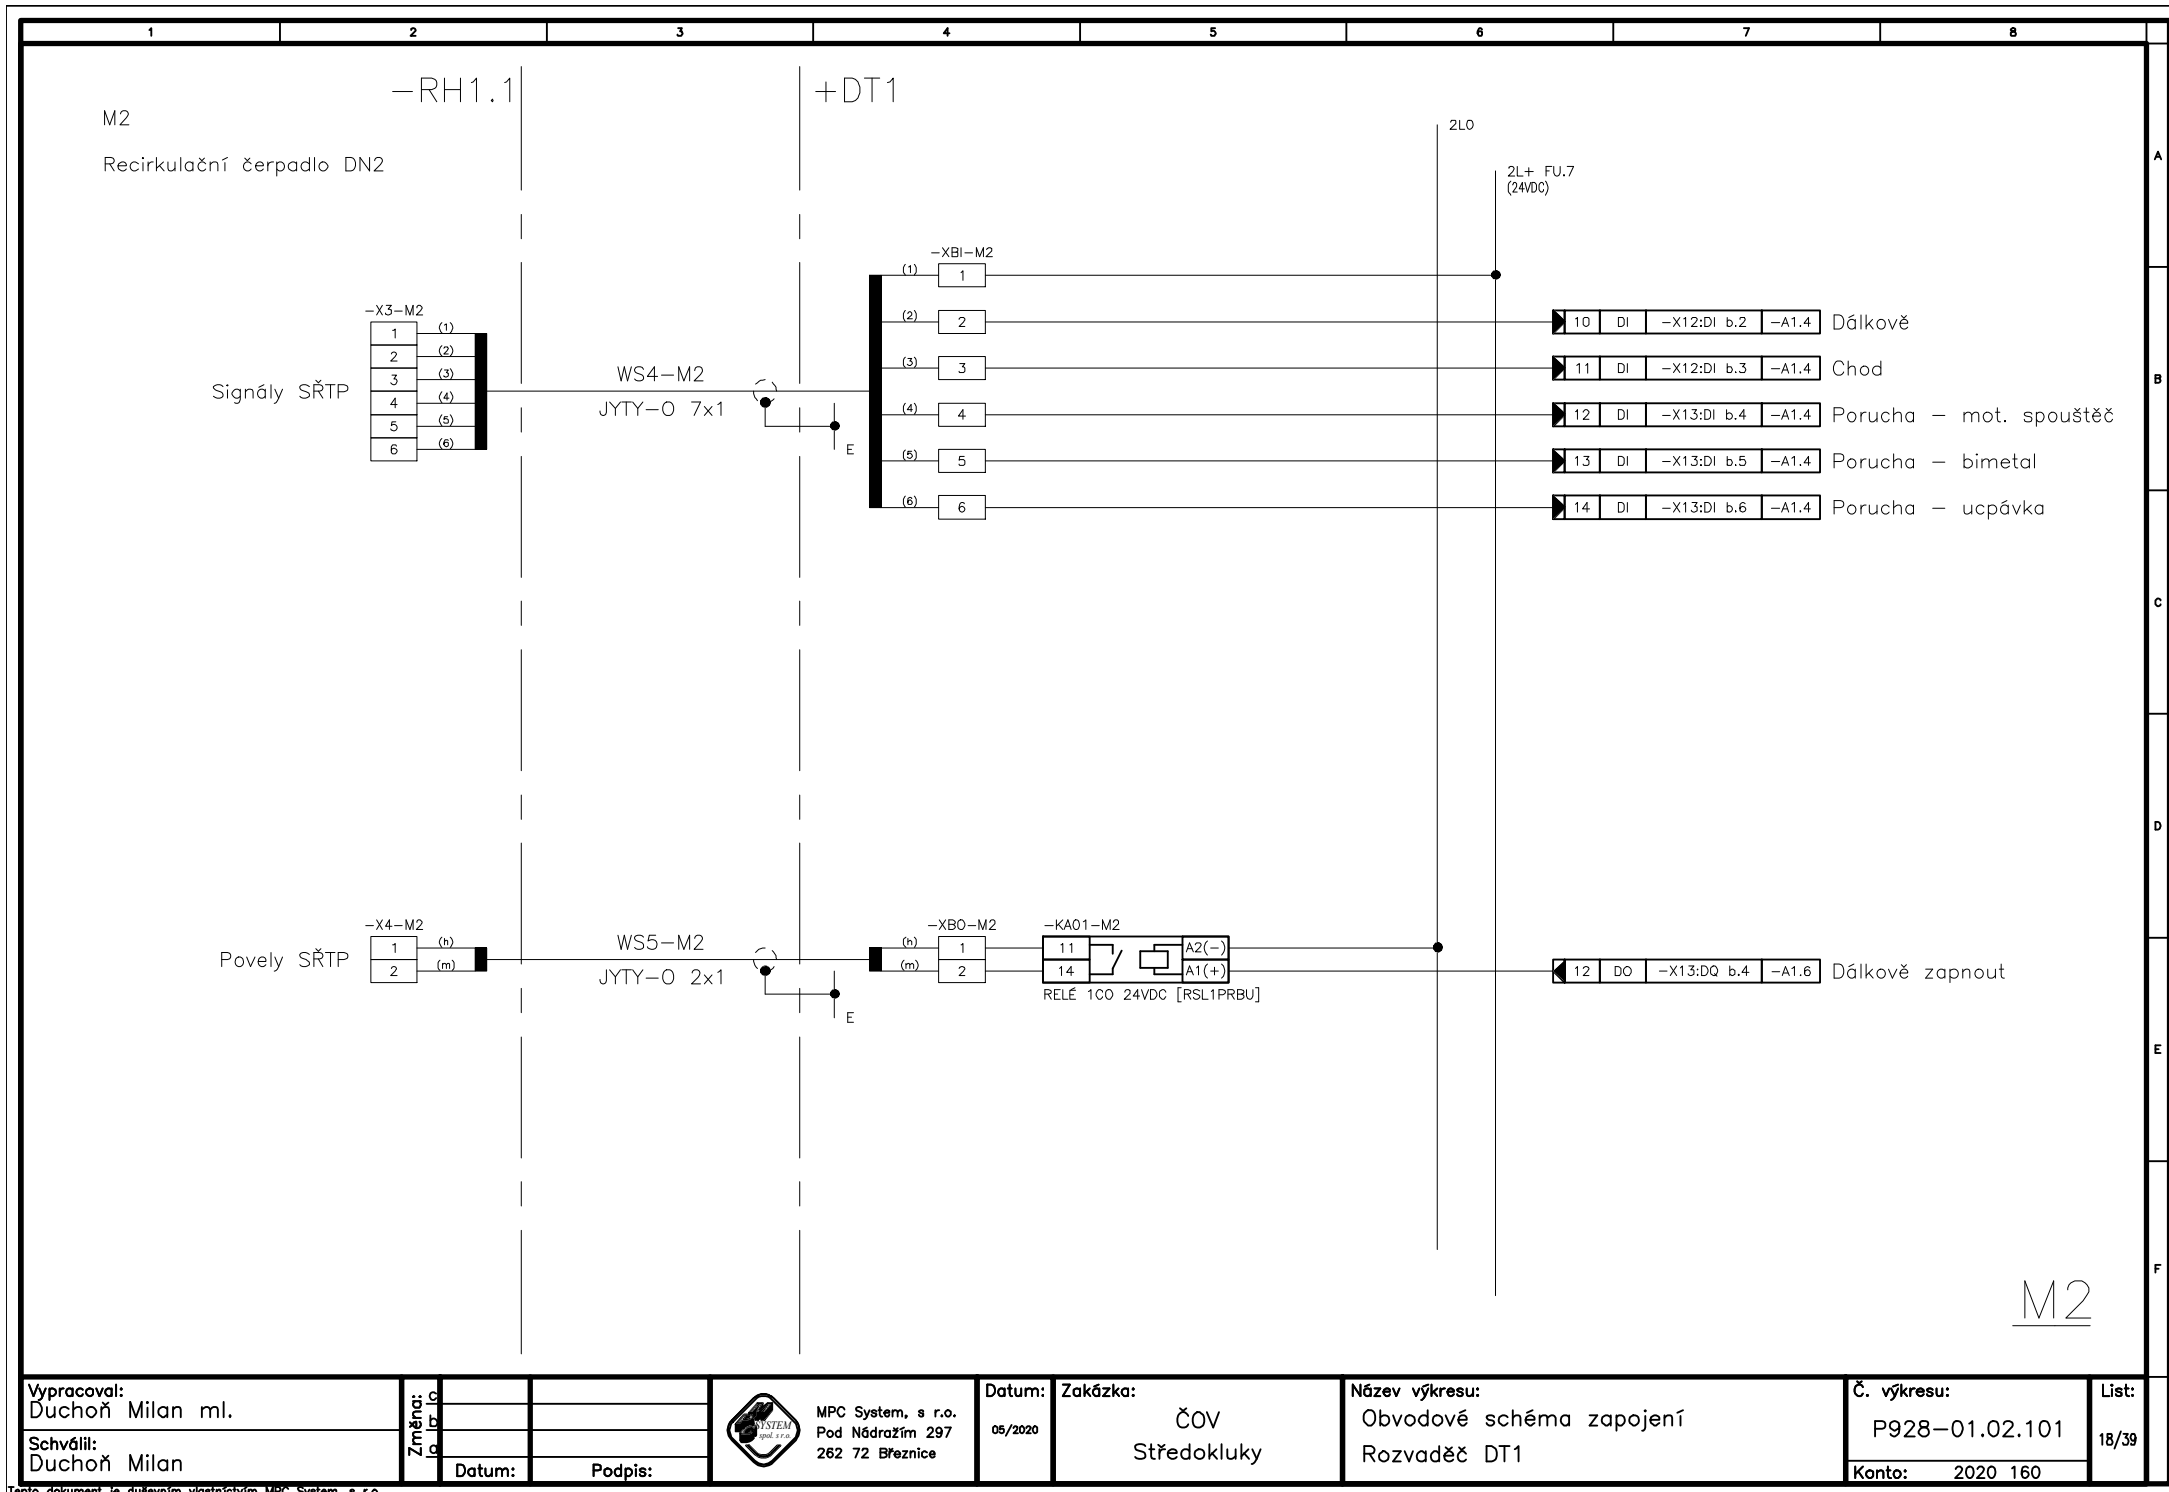 1 2 3 4 5 6 7 8
-RH1.1
+DT1
M2
Recirkulační čerpadlo DN2
2L0
2L+ FU.7
(24VDC)
A
B
C
D
E
F
-X3-M2
1 (1)
2 (2)
3 (3)
4 (4)
5 (5)
6 (6)
Signály SŘTP
WS4-M2
JYTY-O 7x1
E
-XBI-M2
(1) 1
(2) 2
10 DI -X12:DI b.2 -A1.4 Dálkově
(3) 3
11 DI -X12:DI b.3 -A1.4 Chod
(4) 4
12 DI -X13:DI b.4 -A1.4 Porucha - mot. spouštěč
(5) 5
13 DI -X13:DI b.5 -A1.4 Porucha - bimetal
(6) 6
14 DI -X13:DI b.6 -A1.4 Porucha - ucpávka
-X4-M2
Povely SŘTP
1 (h)
2 (m)
WS5-M2
JYTY-O 2x1
E
-XBO-M2
(h) 1
(m) 2
-KA01-M2
11 A2(-)
14 A1(+)
RELÉ 1CO 24VDC [RSL1PRBU]
12 DO -X13:DQ b.4 -A1.6 Dálkově zapnout
M2
Vypracoval:
Duchoň Milan ml.
Schválil:
Duchoň Milan
Změna:
c
b
a
Datum:
Podpis:
SYSTEM
spol. s r.o.
MPC System, s r.o.
Pod Nádražím 297
262 72 Březnice
Datum:
05/2020
Zakázka:
ČOV
Středokluky
Název výkresu:
Obvodové schéma zapojení
Rozvaděč DT1
Č. výkresu:
P928-01.02.101
Konto: 2020 160
List:
18/39
Tento dokument je duševním vlastnictvím MPC System, s r.o.